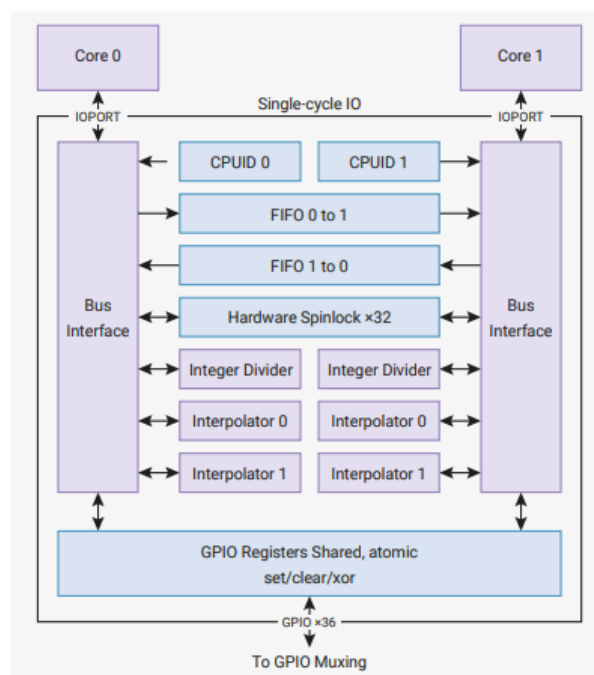 Core 0
Core 1
Single-cycle IO
IOPORT
IOPORT
CPUID 0
CPUID 1
FIFO 0 to 1
FIFO 1 to 0
Bus
Interface
Hardware Spinlock ×32
Bus
Interface
Integer Divider
Integer Divider
Interpolator 0
Interpolator 0
Interpolator 1
Interpolator 1
GPIO Registers Shared, atomic
set/clear/xor
GPIO ×36
To GPIO Muxing